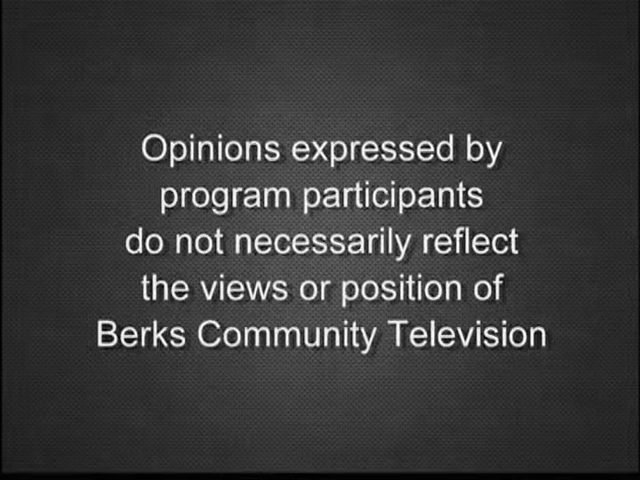 Opinions expressed by
program participants
do not necessarily reflect
the views or position of
Berks Community Television